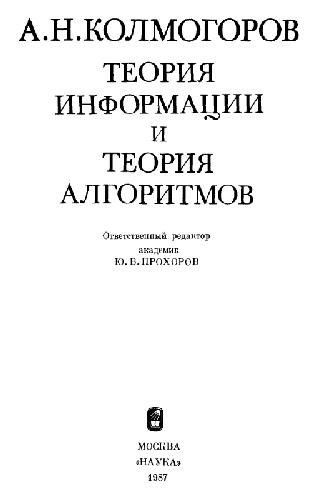 А.Н.КОЛМОГОРОВ
ТЕОРИЯ
ИНФОРМАЦИИ
И
ТЕОРИЯ
АЛГОРИТМОВ
Ответственный редактор
академик
Ю.В.ПРОХОРОВ
МОСКВА
«НАУКА»
1987